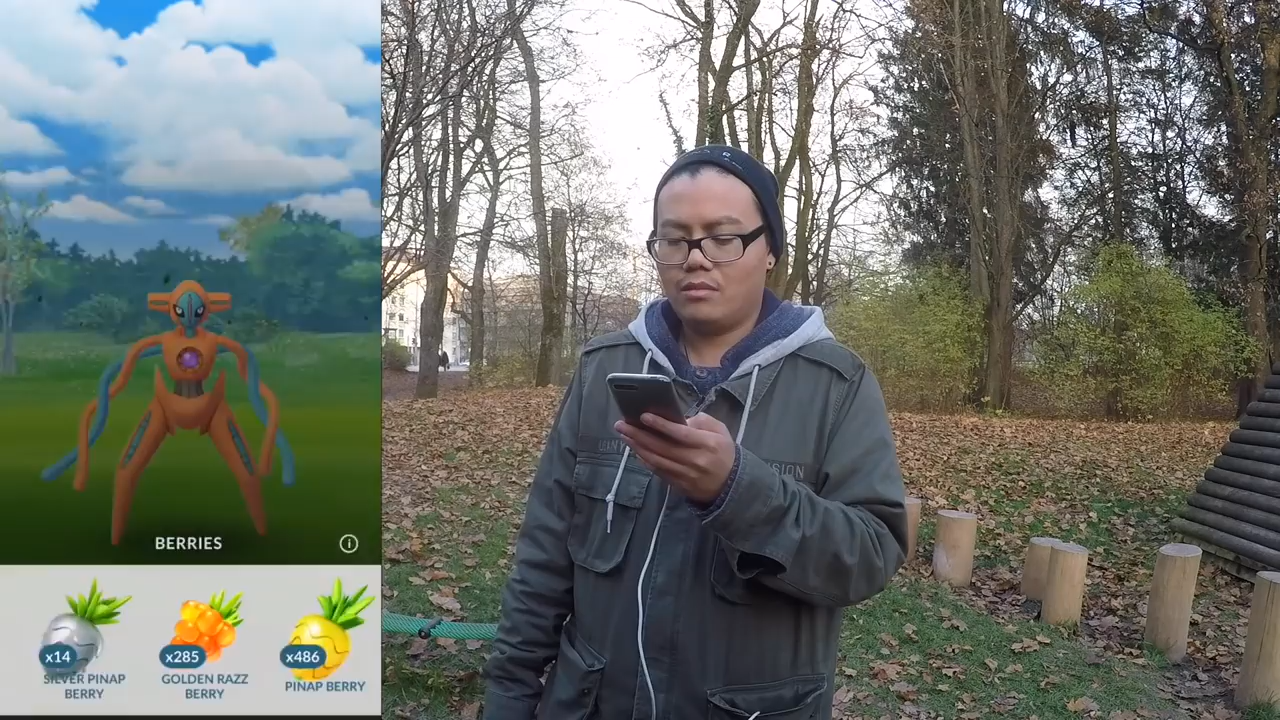 BERRIES
x14
x285
x486
SILVER PINAP
BERRY
GOLDEN RAZZ
BERRY
PINAP BERRY